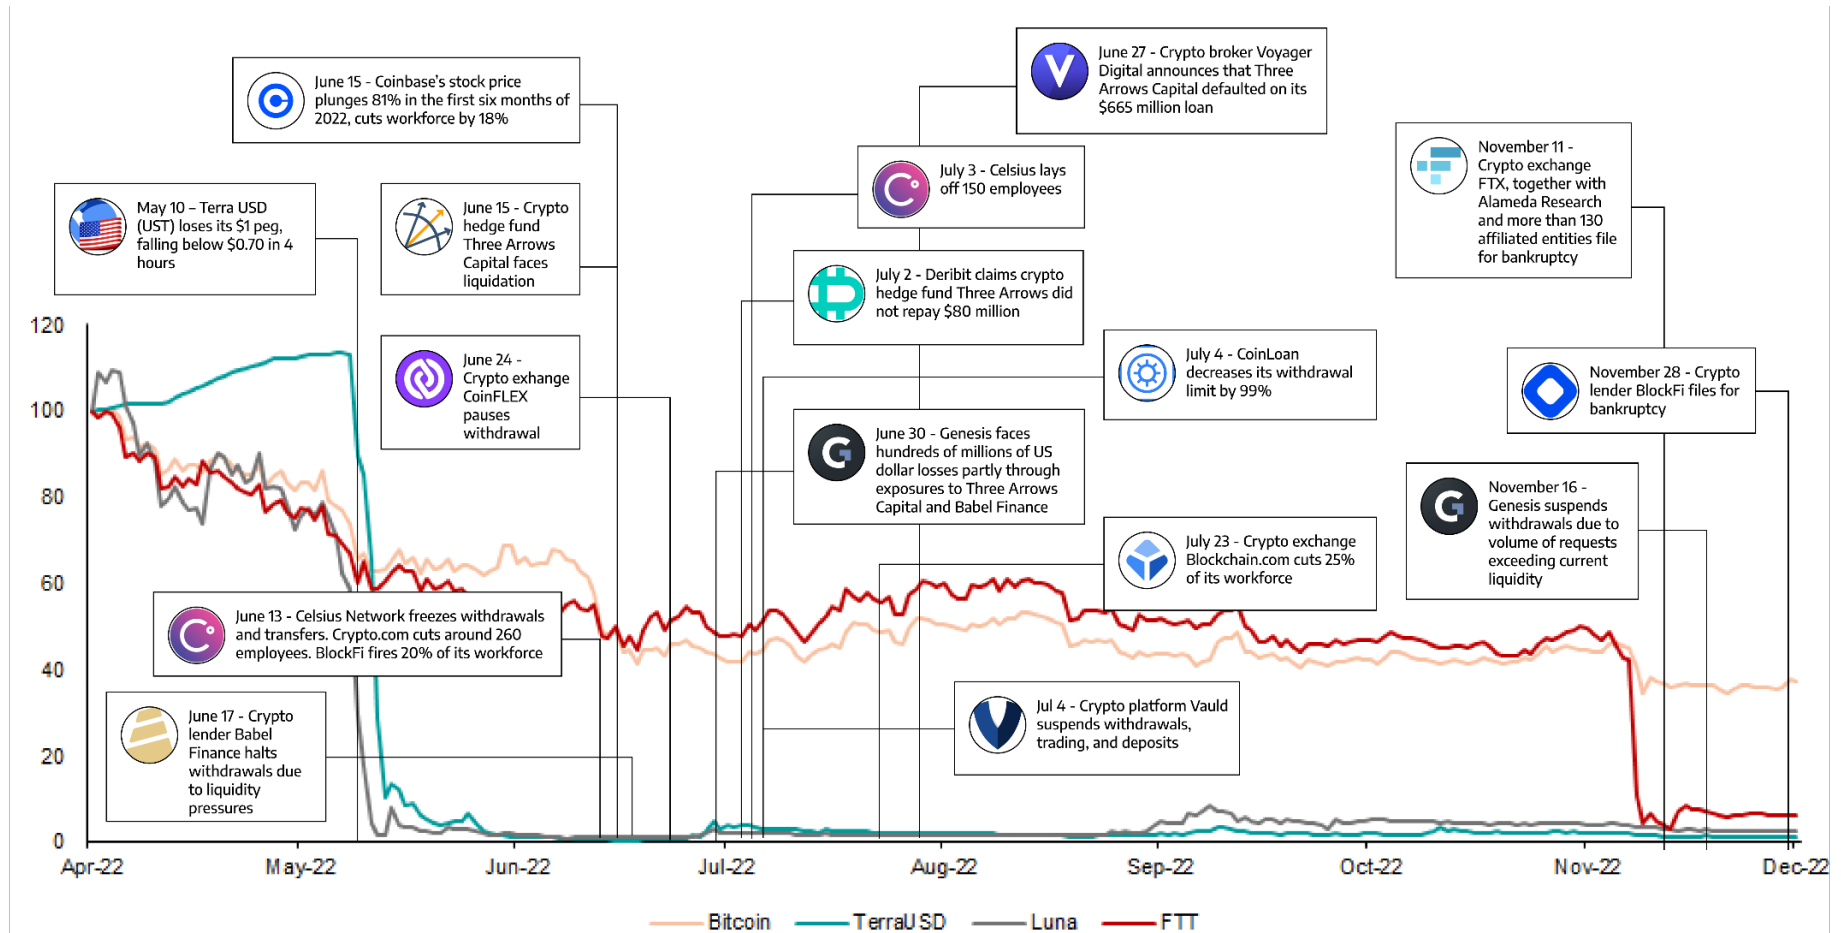 June 15 - Coinbase's stock price
plunges 81% in the first six months of
2022, cuts workforce by 18%
June 27 - Crypto broker Voyager
Digital announces that Three
Arrows Capital defaulted on its
$665 million loan
May 10 – Terra USD
(UST) loses its $1 peg,
falling below $0.70 in 4
hours
June 15 - Crypto
hedge fund
Three Arrows
Capital faces
liquidation
July 3 - Celsius lays
off 150 employees
November 11 -
Crypto exchange
FTX, together with
Alameda Research
and more than 130
affiliated entities file
for bankruptcy
July 2 - Deribit claims crypto
hedge fund Three Arrows did
not repay $80 million
June 24 -
Crypto exhange
CoinFLEX
pauses
withdrawal
July 4 - CoinLoan
decreases its withdrawal
limit by 99%
November 28 - Crypto
lender BlockFi files for
bankruptcy
June 30 - Genesis faces
hundreds of millions of US
dollar losses partly through
exposures to Three Arrows
Capital and Babel Finance
November 16 -
Genesis suspends
withdrawals due to
volume of requests
exceeding current
liquidity
July 23 - Crypto exchange
Blockchain.com cuts 25%
of its workforce
June 13 - Celsius Network freezes withdrawals
and transfers. Crypto.com cuts around 260
employees. BlockFi fires 20% of its workforce
June 17 - Crypto
lender Babel
Finance halts
withdrawals due
to liquidity
pressures
Jul 4 - Crypto platform Vauld
suspends withdrawals,
trading, and deposits
120
100
80
60
40
20
0
Apr-22
May-22
Jun-22
Jul-22
Aug-22
Sep-22
Oct-22
Nov-22
Dec-22
Bitcoin
TerraUSD
Luna
FTT